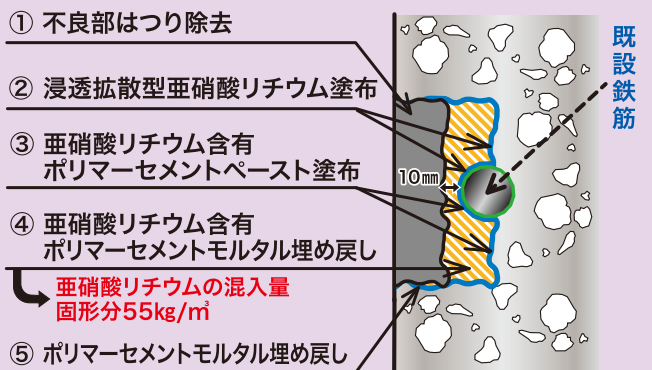 ① 不良部はつり除去
② 浸透拡散型亜硝酸リチウム塗布
③ 亜硝酸リチウム含有
ポリマーセメントペースト塗布
④ 亜硝酸リチウム含有
ポリマーセメントモルタル埋め戻し
亜硝酸リチウムの混入量
固形分55㎏/㎥
⑤ ポリマーセメントモルタル埋め戻し
10㎜
既設鉄筋